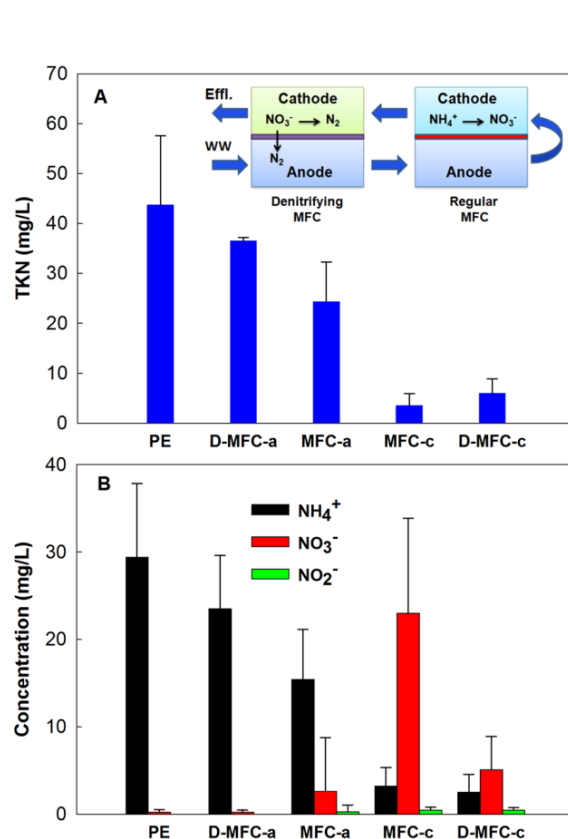 A
TKN (mg/L)
70
60
50
40
30
20
10
0
Effl.
WW
Cathode
NO₃⁻ → N₂
N₂
Anode
Denitrifying
MFC
Cathode
NH₄⁺ → NO₃⁻
Anode
Regular
MFC
PE D-MFC-a MFC-a MFC-c D-MFC-c
B
Concentration (mg/L)
40
30
20
10
0
NH₄⁺
NO₃⁻
NO₂⁻
PE D-MFC-a MFC-a MFC-c D-MFC-c